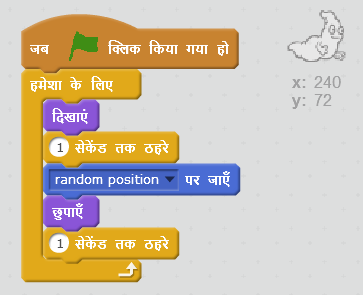 जब क्लिक किया गया हो
हमेशा के लिए
दिखाएं
1 सेकेंड तक ठहरे
random position पर जाएँ
छुपाएँ
1 सेकेंड तक ठहरे
x: 240
y: 72